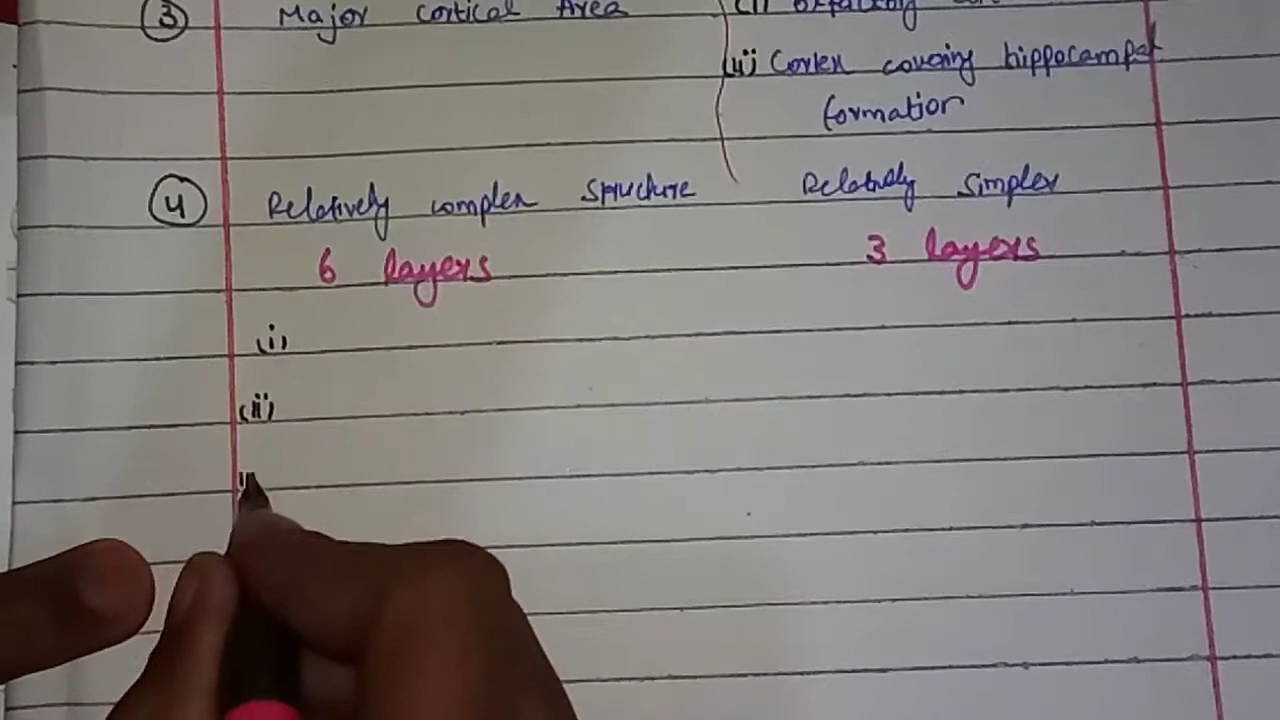 ③ Major Cortical Area
(ii) Cortex covering hippocampal
formation
④ Relatively complex structure Relatively simplex
6 layers 3 layers
(i)
(ii)